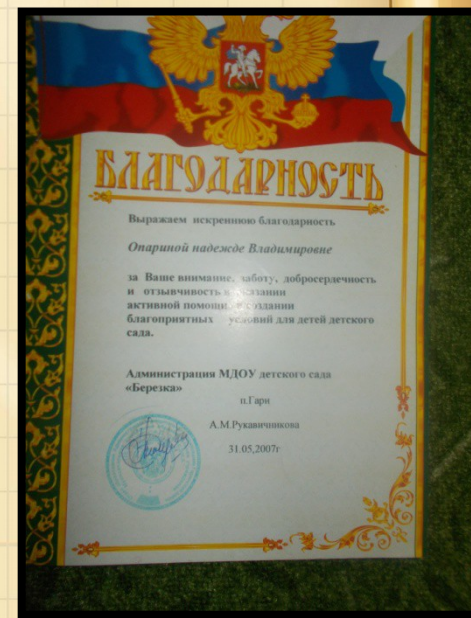 БЛАГОДАРНОСТЬ
Выражаем искреннюю благодарность
Опариной надежде Владимировне
за Ваше внимание, заботу, добросердечность
и отзывчивость в оказании
активной помощи, в создании
благоприятных условий для детей детского
сада.
Администрация МДОУ детского сада
«Березка»
п.Гари
А.М.Рукавичникова
31.05,2007г